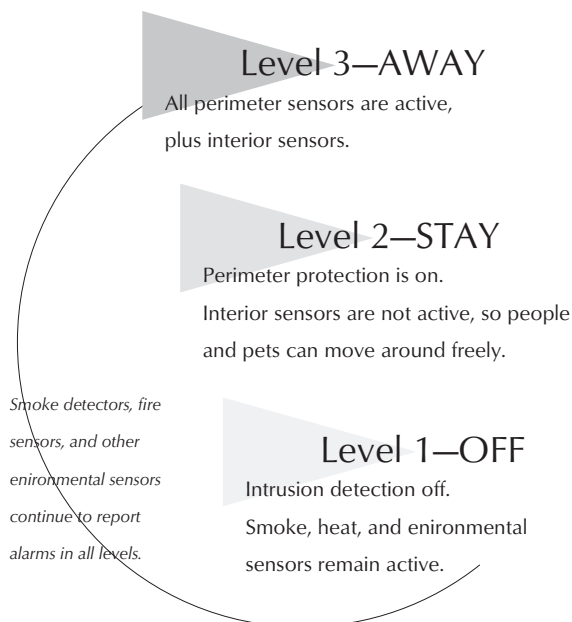 Level 3—AWAY
All perimeter sensors are active,
plus interior sensors.
Level 2—STAY
Perimeter protection is on.
Interior sensors are not active, so people
and pets can move around freely.
Smoke detectors, fire
sensors, and other
enironmental sensors
continue to report
alarms in all levels.
Level 1—OFF
Intrusion detection off.
Smoke, heat, and enironmental
sensors remain active.